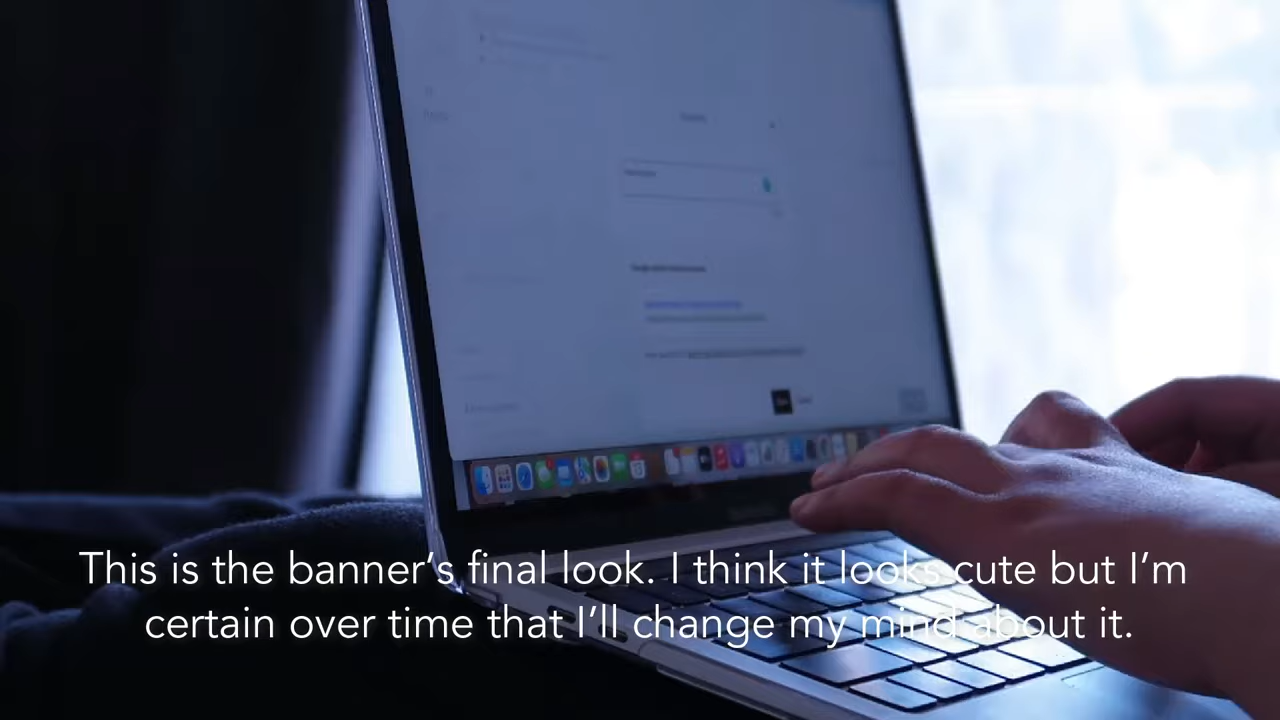 This is the banner’s final look. I think it looks cute but I’m
certain over time that I’ll change my mind about it.